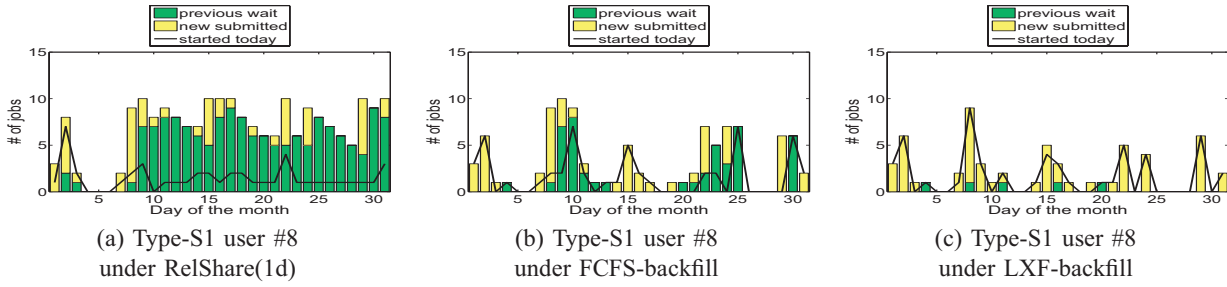 previous wait
new submitted
started today
15
10
5
0
# of jobs
5 10 15 20 25 30
Day of the month
(a) Type-S1 user #8
under RelShare(1d)
previous wait
new submitted
started today
15
10
5
0
# of jobs
5 10 15 20 25 30
Day of the month
(b) Type-S1 user #8
under FCFS-backfill
previous wait
new submitted
started today
15
10
5
0
# of jobs
5 10 15 20 25 30
Day of the month
(c) Type-S1 user #8
under LXF-backfill